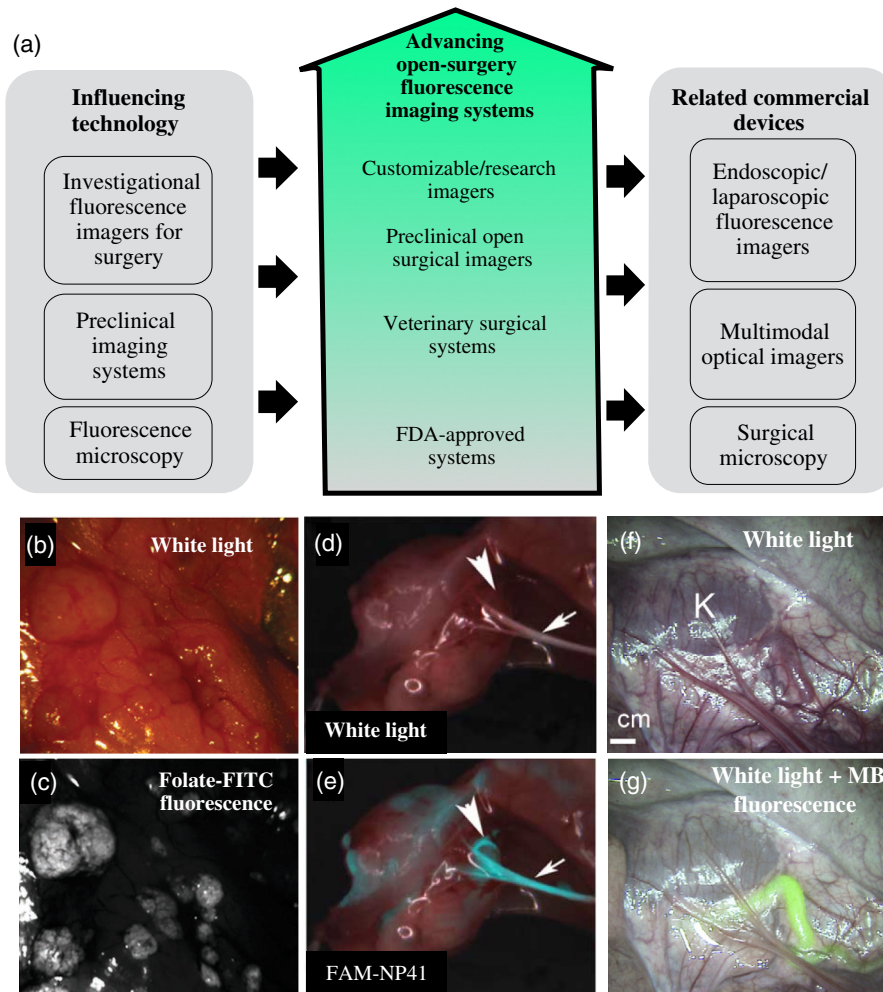 (a)
Influencing
technology
Investigational
fluorescence
imagers for
surgery
Preclinical
imaging
systems
Fluorescence
microscopy
Advancing
open-surgery
fluorescence
imaging systems
Customizable/research
imagers
Preclinical open
surgical imagers
Veterinary surgical
systems
FDA-approved
systems
Related commercial
devices
Endoscopic/
laparoscopic
fluorescence
imagers
Multimodal
optical imagers
Surgical
microscopy
(b)
White light
(d)
White light
(f)
White light
K
cm
(c)
Folate-FITC
fluorescence
(e)
FAM-NP41
(g)
White light + MB
fluorescence